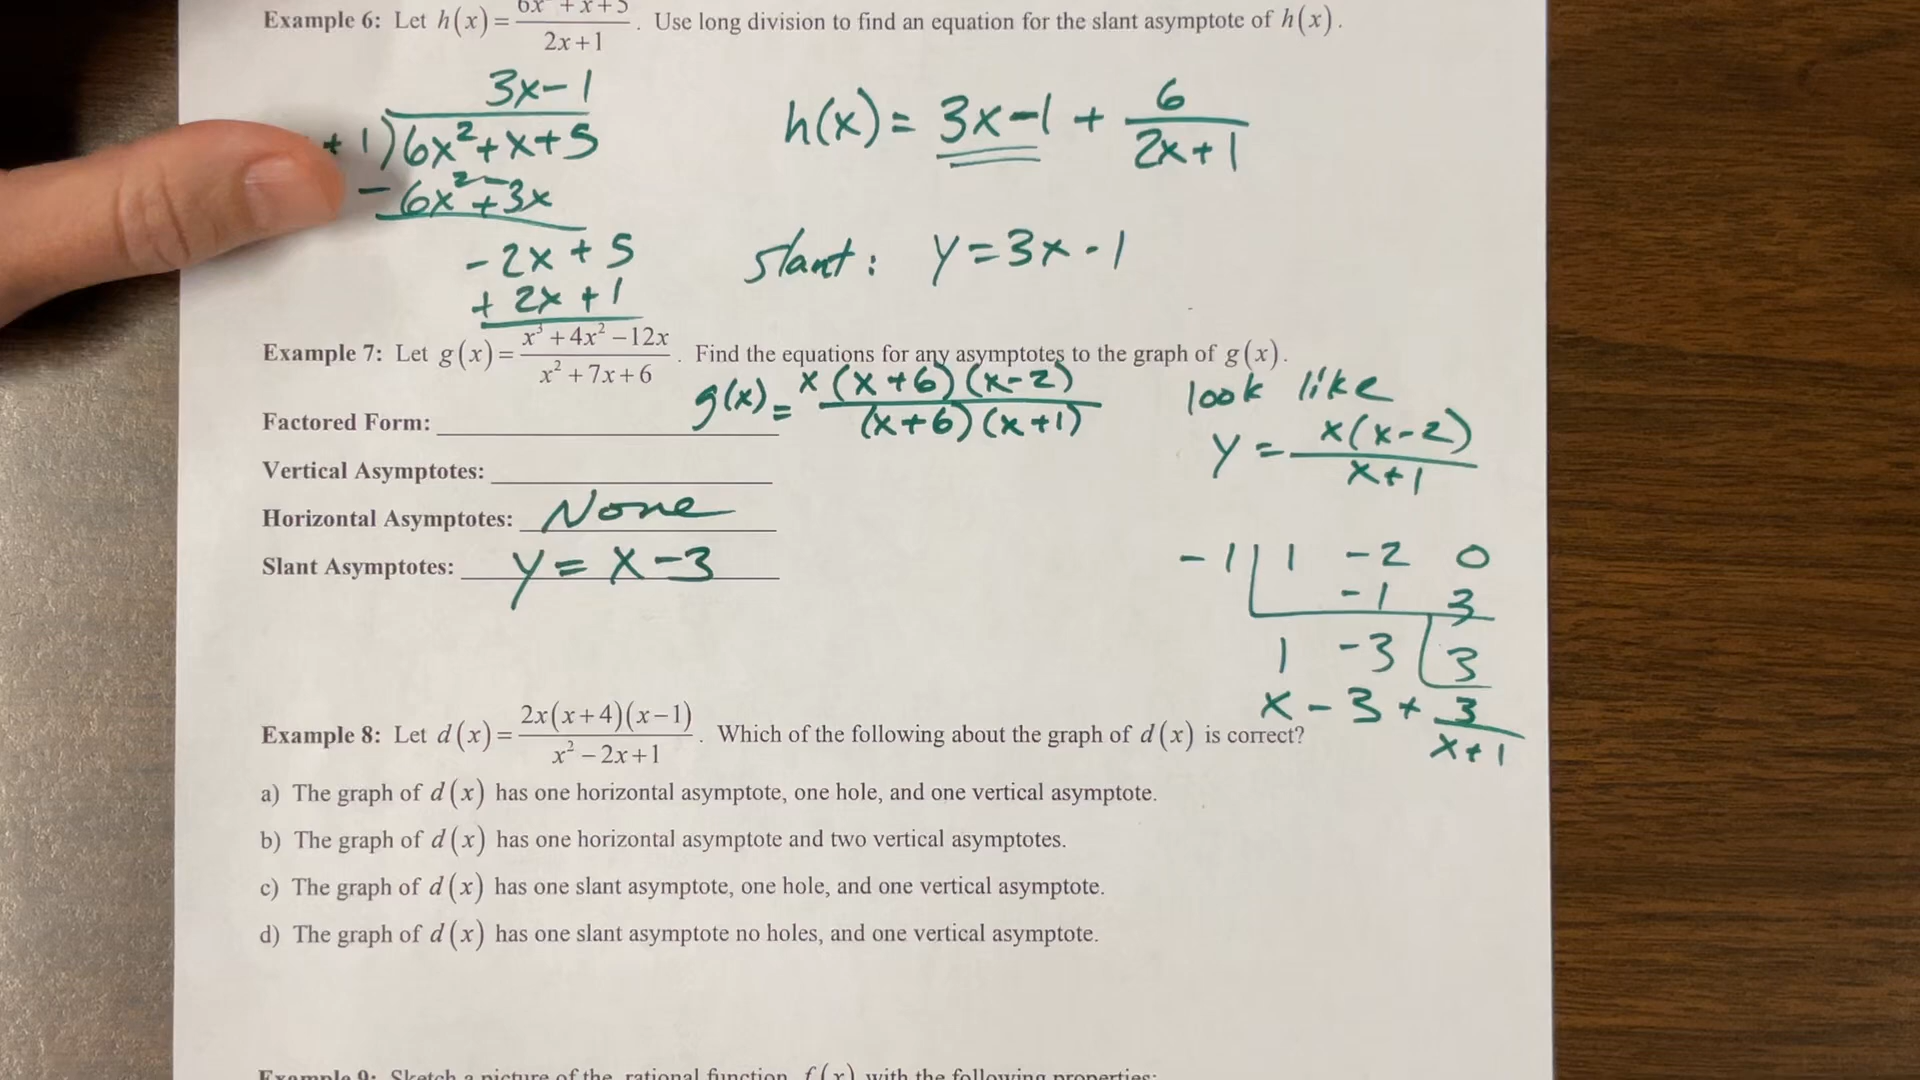 Example 6: Let h(x) = 6x² + x + 5 / 2x + 1 . Use long division to find an equation for the slant asymptote of h(x).
3x - 1
+ 1) 6x² + x + 5
- 6x² + 3x
- 2x + 5
+ 2x + 1
h(x) = 3x - 1 + 6 / 2x + 1
slant: y = 3x - 1
Example 7: Let g(x) = x³ + 4x² − 12x / x² + 7x + 6 . Find the equations for any asymptotes to the graph of g(x).
g(x) = x(x + 6)(x - 2) / (x + 6)(x + 1)
look like
y = x(x - 2) / x + 1
Factored Form:
Vertical Asymptotes:
Horizontal Asymptotes: None
Slant Asymptotes: y = x - 3
- 1 | 1 - 2 0
- 1 3
1 - 3 | 3
x - 3 + 3 / x + 1
Example 8: Let d(x) = 2x(x + 4)(x − 1) / x² − 2x + 1 . Which of the following about the graph of d(x) is correct?
a) The graph of d(x) has one horizontal asymptote, one hole, and one vertical asymptote.
b) The graph of d(x) has one horizontal asymptote and two vertical asymptotes.
c) The graph of d(x) has one slant asymptote, one hole, and one vertical asymptote.
d) The graph of d(x) has one slant asymptote no holes, and one vertical asymptote.
Example 9: Sketch a picture of the rational function, f(x) with the following properties: